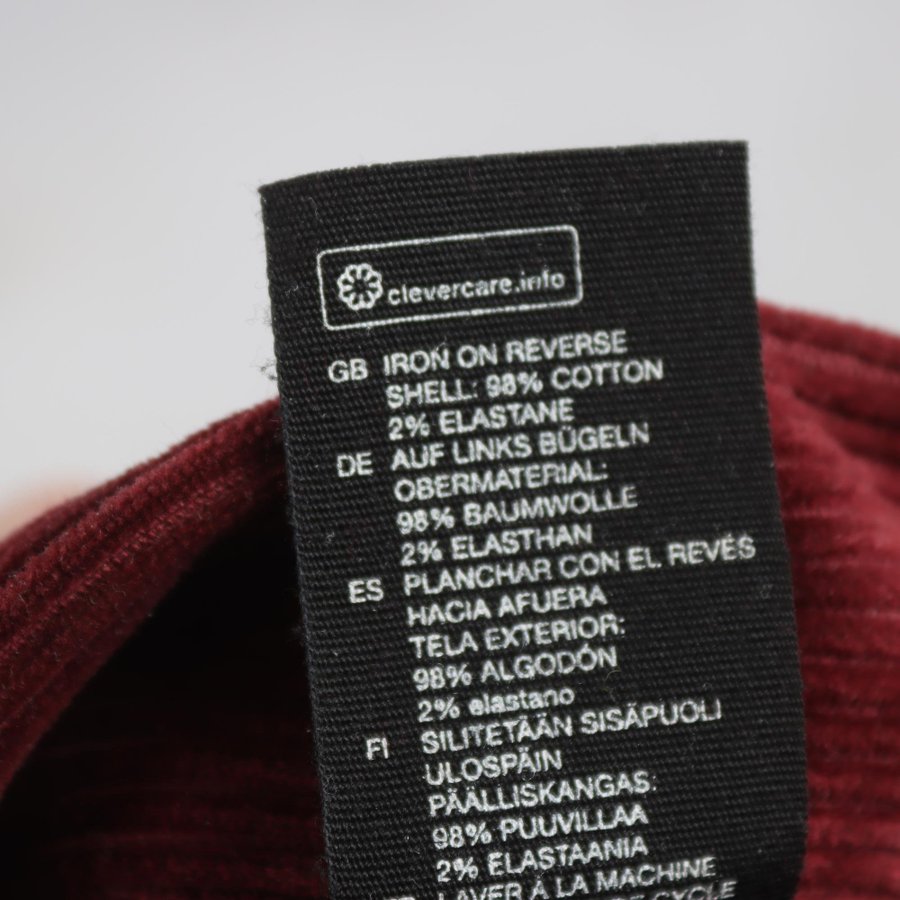 clevercare.info
GB IRON ON REVERSE
SHELL: 98% COTTON
2% ELASTANE
DE AUF LINKS BÜGELN
OBERMATERIAL:
98% BAUMWOLLE
2% ELASTHAN
ES PLANCHAR CON EL REVÉS
HACIA AFUERA
TELA EXTERIOR:
98% ALGODÓN
2% elastano
FI SILITETÄÄN SISÄPUOLI
ULOSPÄIN
PÄÄLLISKANGAS:
98% PUUVILLAA
2% ELASTAANIA
LAVER À LA MACHINE
CYCLE